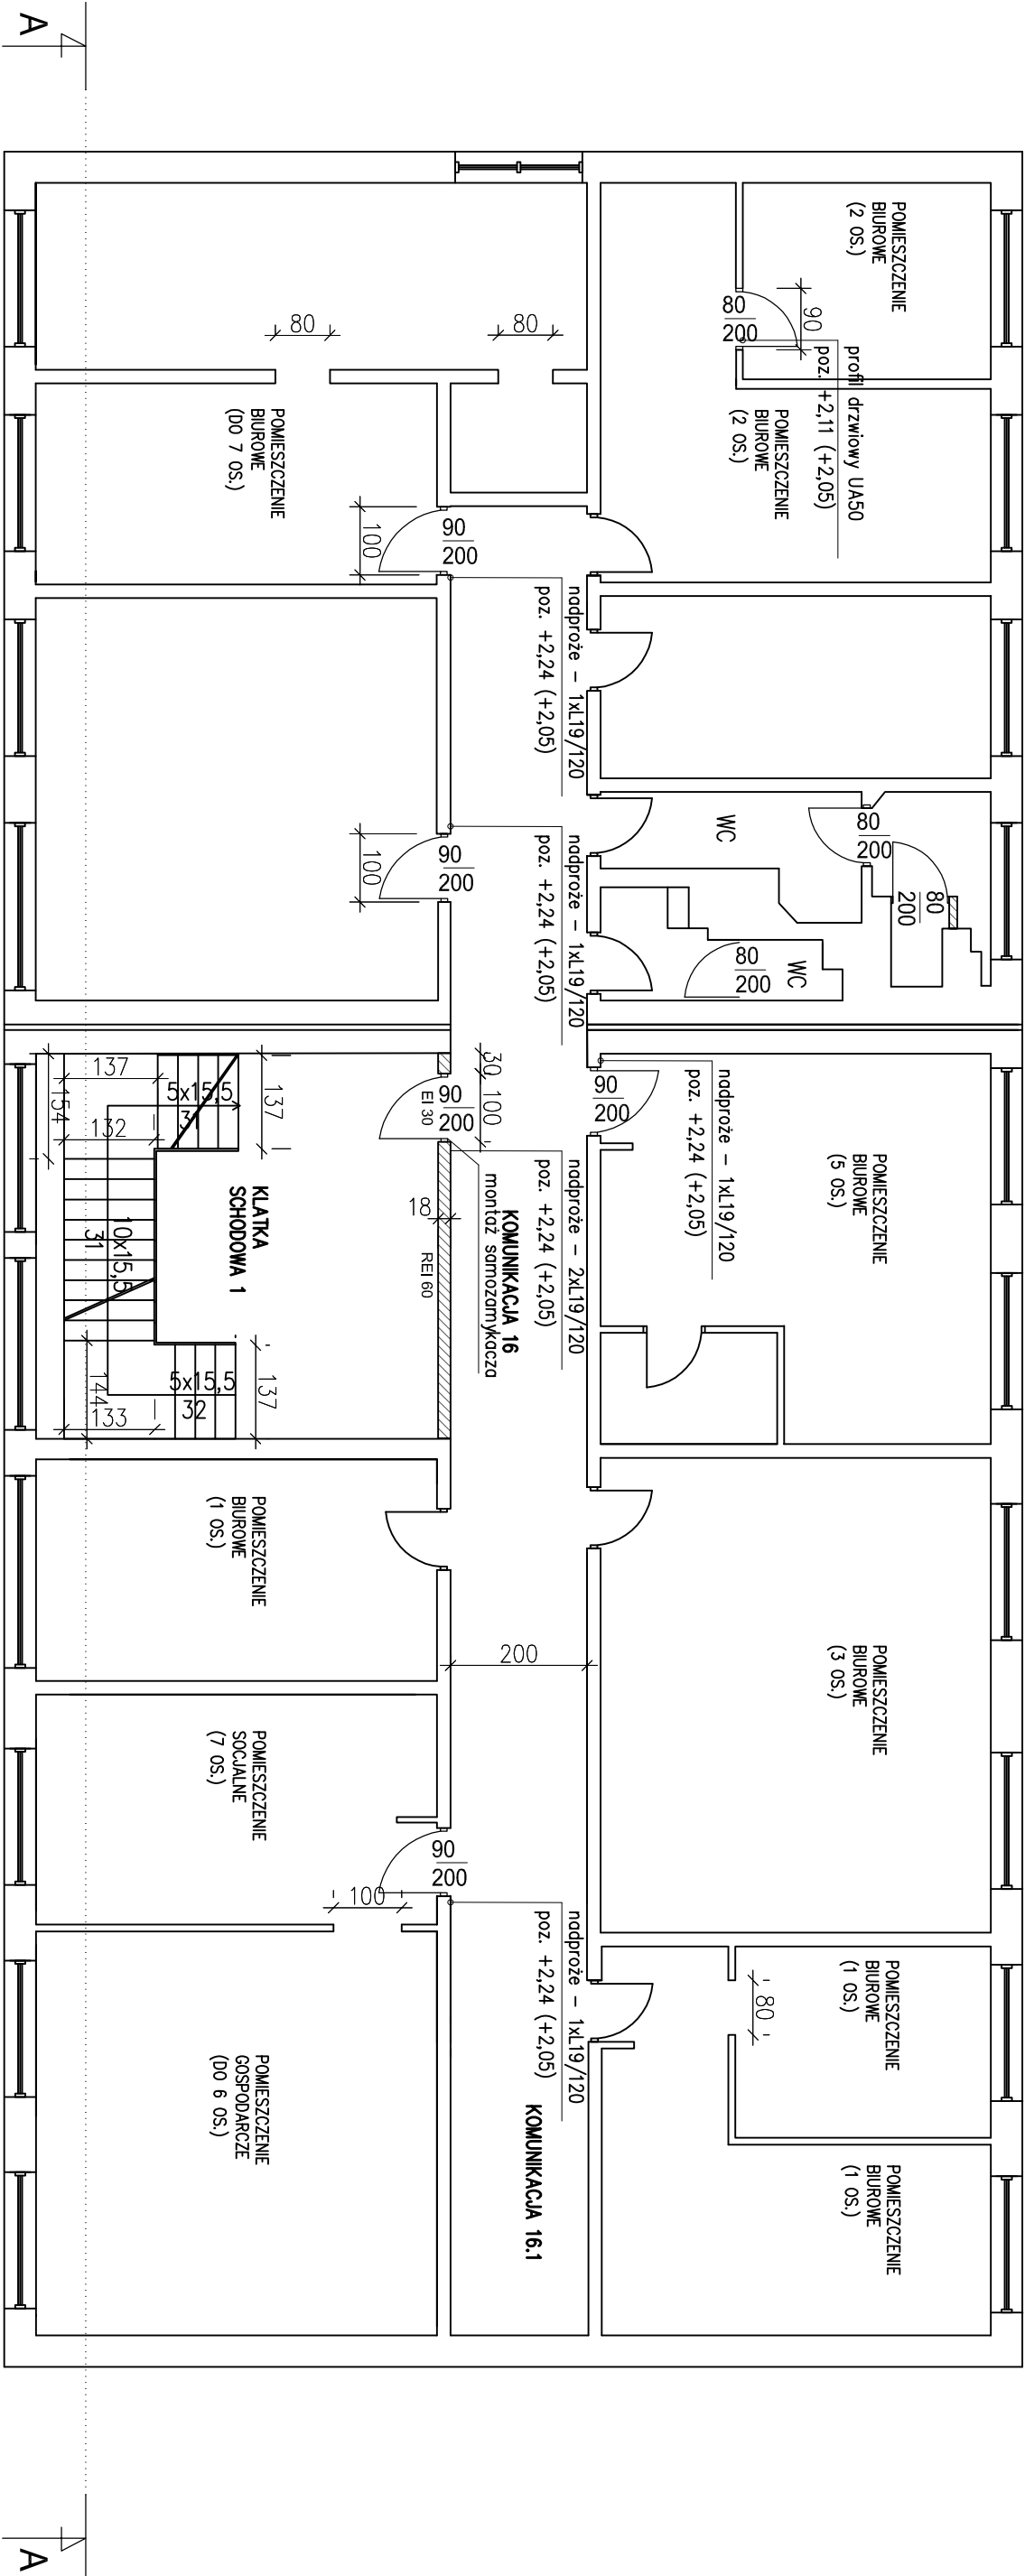 A
A
POMIESZCZENIE
BIUROWE
(2 OS.)
80
200
90
profil drzwiowy UA50
poz. +2,11 (+2,05)
POMIESZCZENIE
BIUROWE
(2 OS.)
80
80
POMIESZCZENIE
BIUROWE
(DO 7 OS.)
90
200
100
nadproże - 1xL19/120
poz. +2,24 (+2,05)
WC
80
200
80
200
80
200
WC
90
200
100
nadproże - 1xL19/120
poz. +2,24 (+2,05)
90
200
nadproże - 1xL19/120
poz. +2,24 (+2,05)
POMIESZCZENIE
BIUROWE
(5 OS.)
30
100
90
200
EI 30
nadproże - 2xL19/120
poz. +2,24 (+2,05)
KOMUNIKACJA 16
montaż samozamykacza
18
REI 60
KLATKA
SCHODOWA 1
137
137
154
132
5x15,5
31
10x15,5
31
5x15,5
32
137
144
133
POMIESZCZENIE
BIUROWE
(1 OS.)
200
POMIESZCZENIE
BIUROWE
(3 OS.)
POMIESZCZENIE
SOCJALNE
(7 OS.)
90
200
100
nadproże - 1xL19/120
poz. +2,24 (+2,05)
KOMUNIKACJA 16.1
POMIESZCZENIE
BIUROWE
(1 OS.)
80
POMIESZCZENIE
BIUROWE
(1 OS.)
POMIESZCZENIE
GOSPODARCZE
(DO 6 OS.)